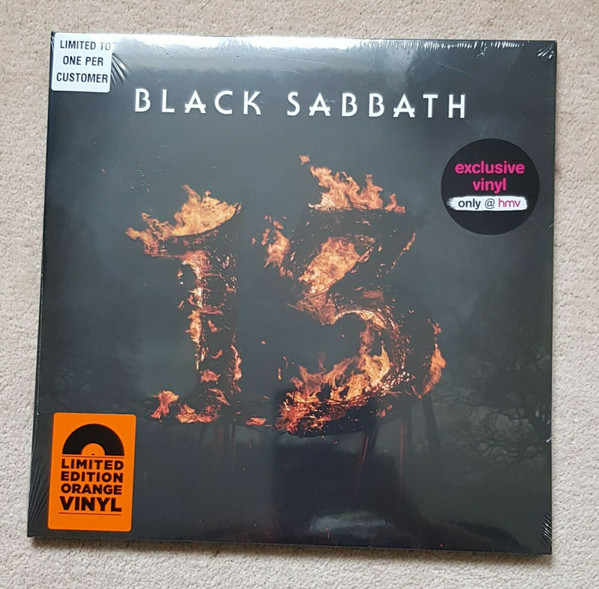 LIMITED TO
ONE PER
CUSTOMER
BLACK SABBATH
exclusive
vinyl
only @ hmv
13
LIMITED
EDITION
ORANGE
VINYL